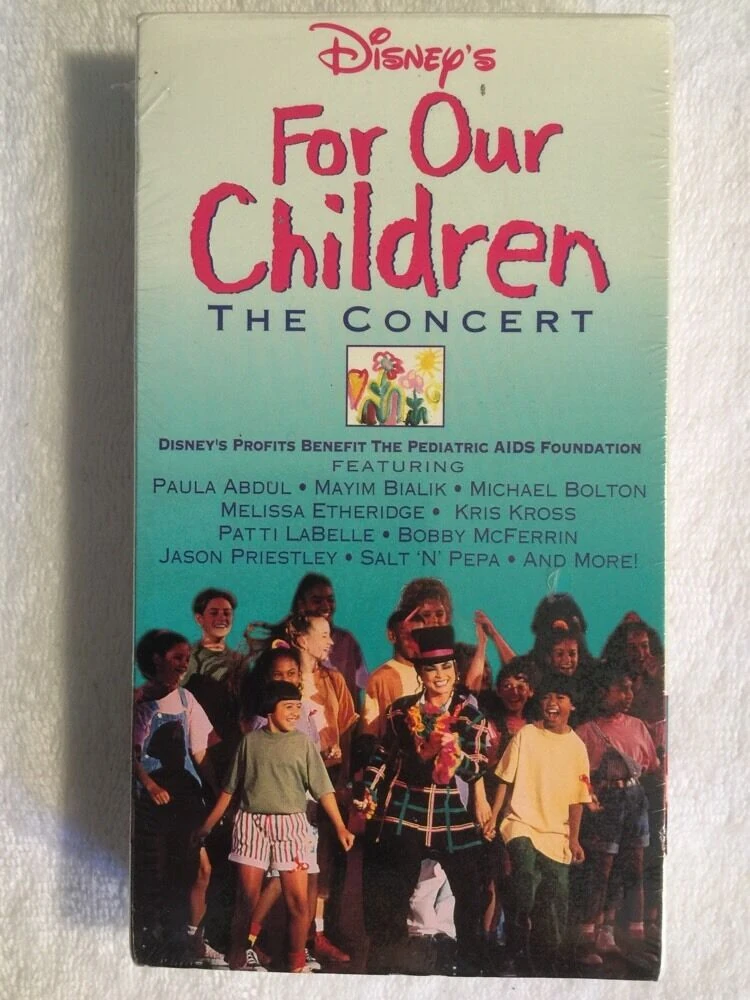 Disney's
For Our
Children
THE CONCERT
DISNEY'S PROFITS BENEFIT THE PEDIATRIC AIDS FOUNDATION
FEATURING
PAULA ABDUL • MAYIM BIALIK • MICHAEL BOLTON
MELISSA ETHERIDGE • KRIS KROSS
PATTI LABELLE • BOBBY MCFERRIN
JASON PRIESTLEY • SALT 'N' PEPA • AND MORE!